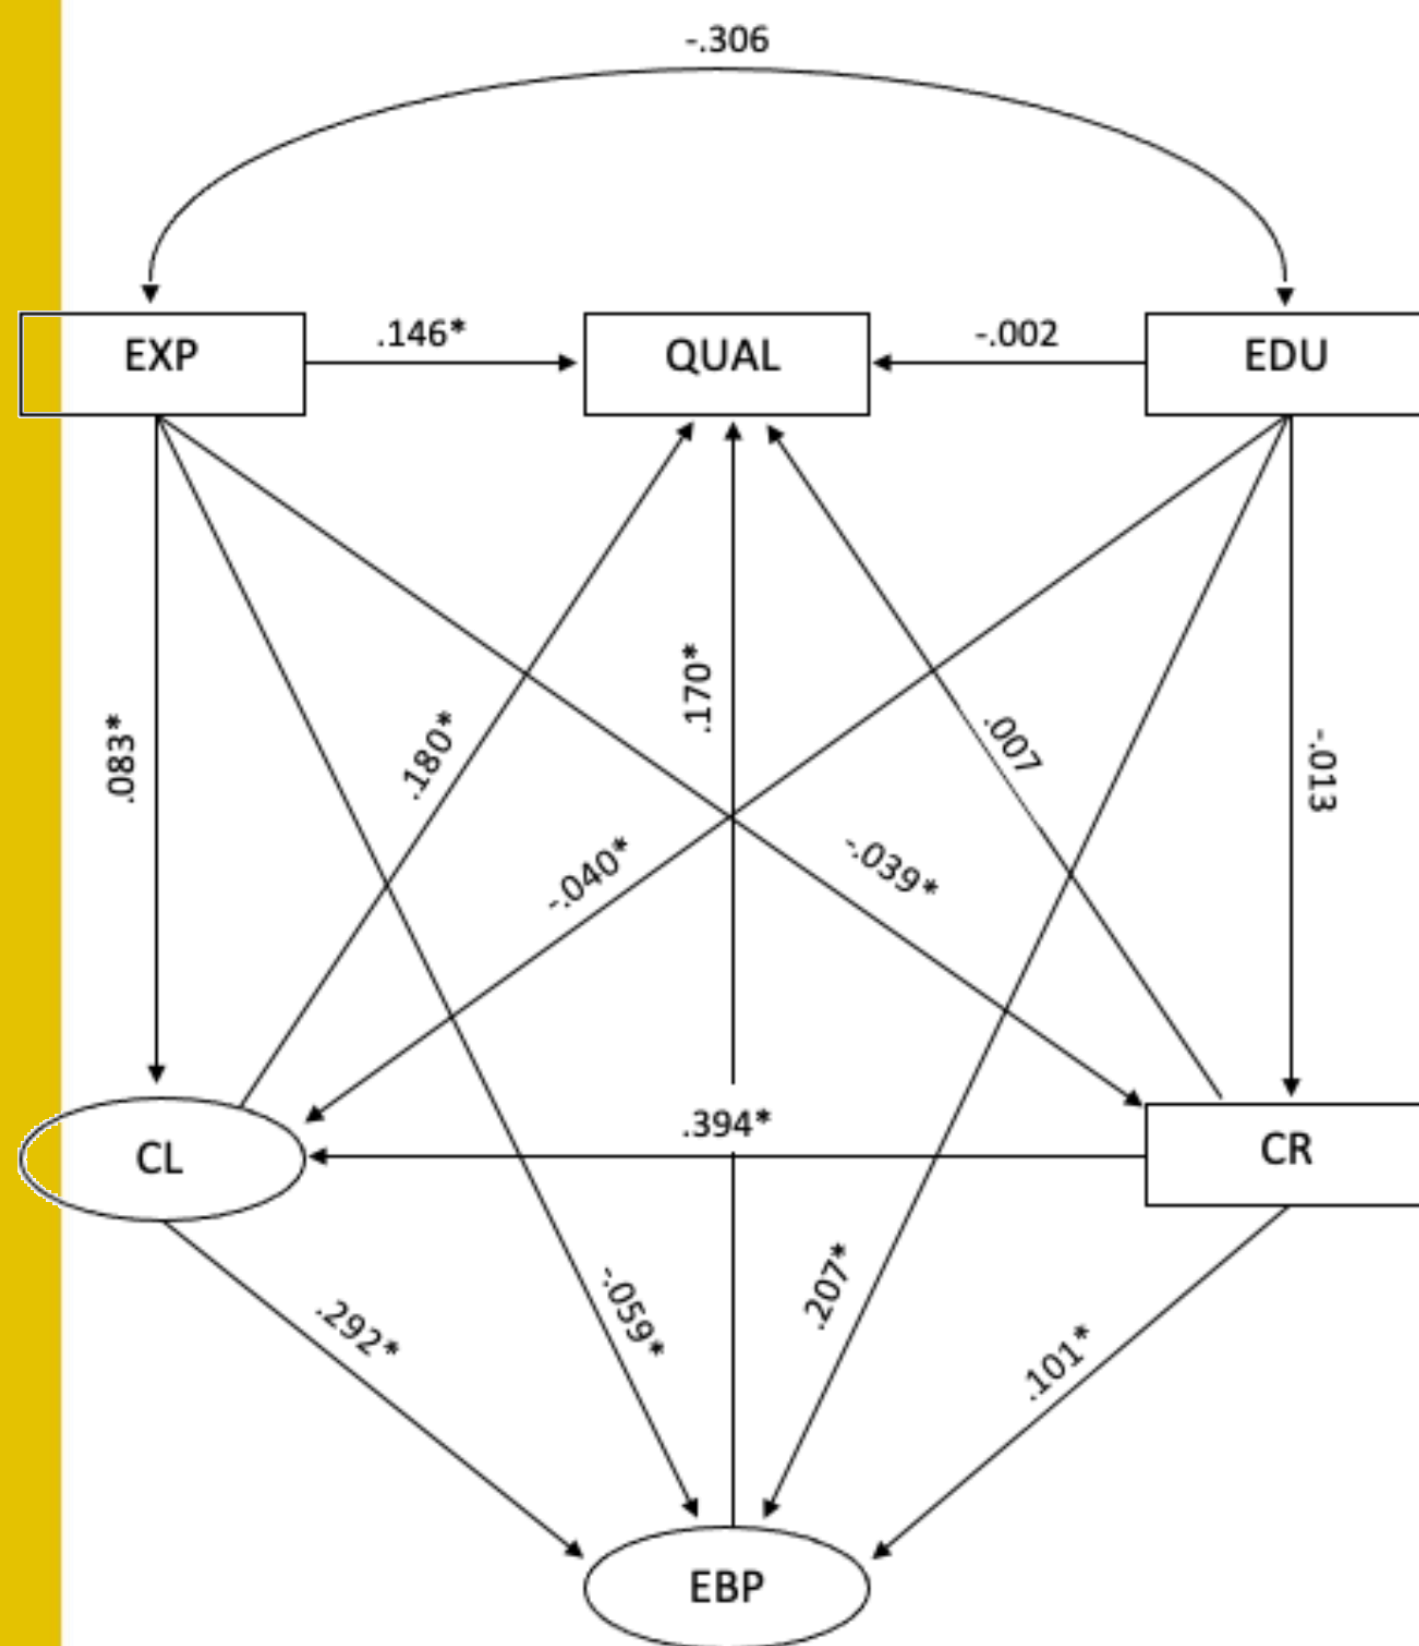 -.306
EXP
.146*
QUAL
-.002
EDU
.083*
.180*
.170*
.007
-.013
-.040*
-.039*
.394*
CL
CR
.292*
-.059*
.207*
.101*
EBP